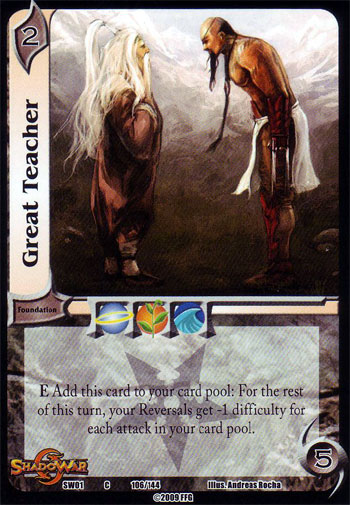 2
Great Teacher
Foundation
E Add this card to your card pool: For the rest
of this turn, your Reversals get -1 difficulty for
each attack in your card pool.
5
ShadoWar
SW01 C 106/144 Illus. Andreas Rocha
©2009 FFG